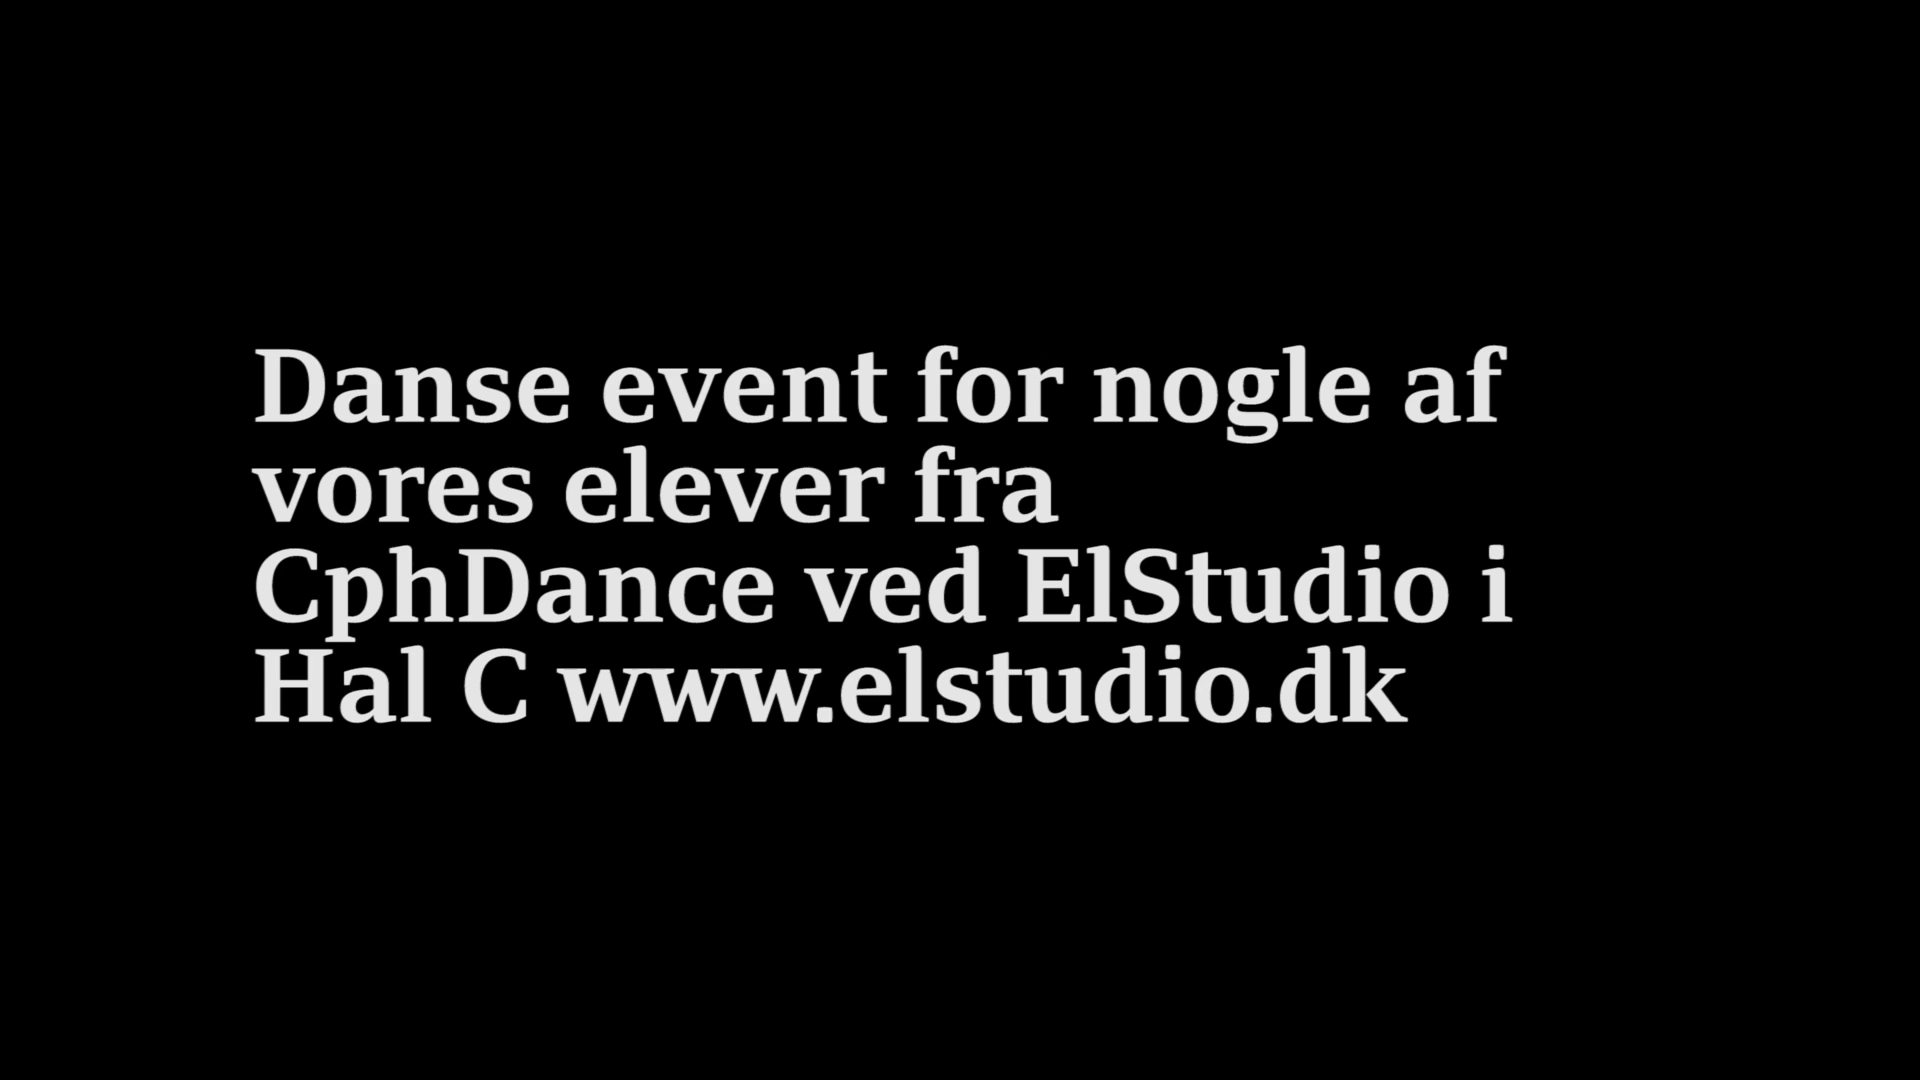 Danse event for nogle af
vores elever fra
CphDance ved ElStudio i
Hal C www.elstudio.dk